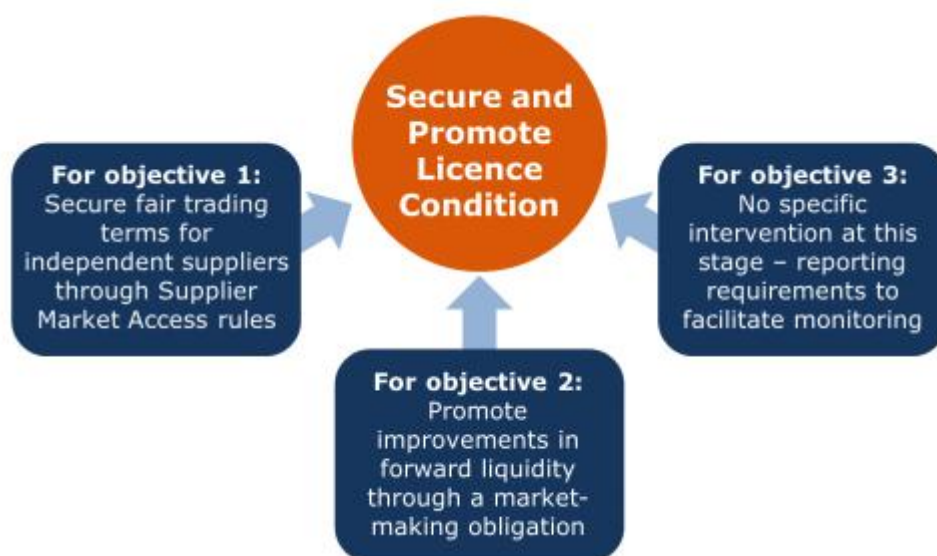 Secure and
Promote
Licence
Condition
For objective 1:
Secure fair trading
terms for
independent suppliers
through Supplier
Market Access rules
For objective 2:
Promote
improvements in
forward liquidity
through a market-
making obligation
For objective 3:
No specific
intervention at this
stage – reporting
requirements to
facilitate monitoring